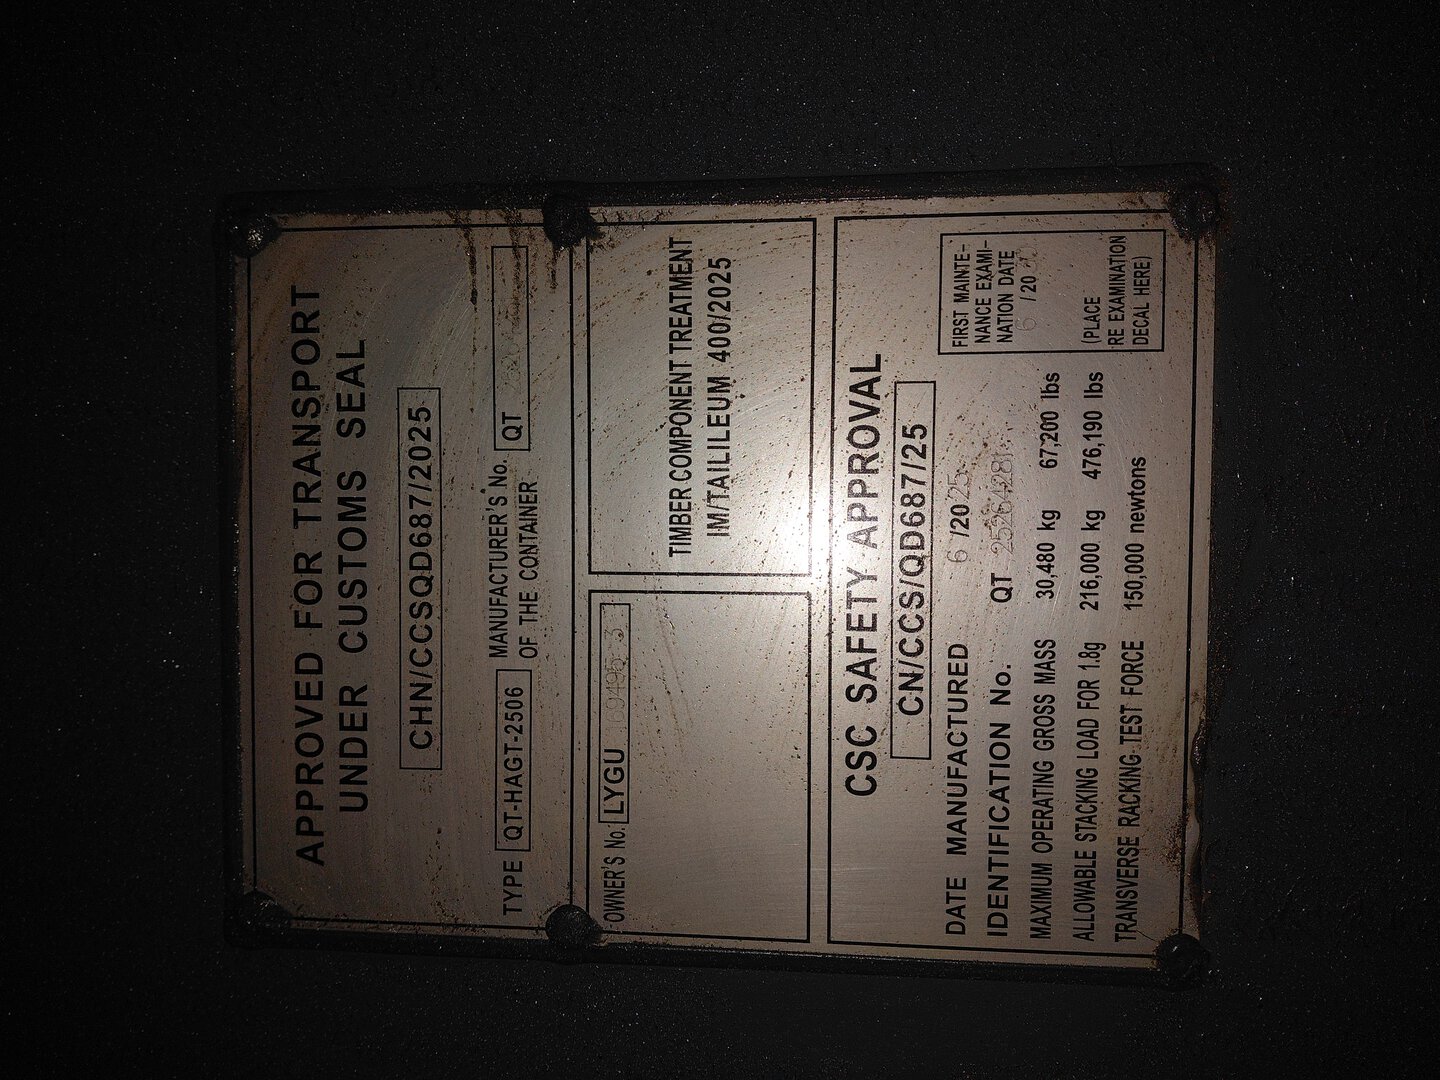 APPROVED FOR TRANSPORT
UNDER CUSTOMS SEAL
CHN/CCSQD687/2025
TYPE QT-HAGT-2506 MANUFACTURER'S No. QT
OF THE CONTAINER
OWNER'S No. LYGU
TIMBER COMPONENT TREATMENT
IM/TAILILEUM 400/2025
CSC SAFETY APPROVAL
CN/CCS/QD687/25
DATE MANUFACTURED 6 /2025
IDENTIFICATION No. QT
MAXIMUM OPERATING GROSS MASS 30,480 kg 67,200 lbs
ALLOWABLE STACKING LOAD FOR 1.8g 216,000 kg 476,190 lbs
TRANSVERSE RACKING TEST FORCE 150,000 newtons
FIRST MAINTE-
NANCE EXAMI-
NATION DATE
/ 20
(PLACE
RE EXAMINATION
DECAL HERE)